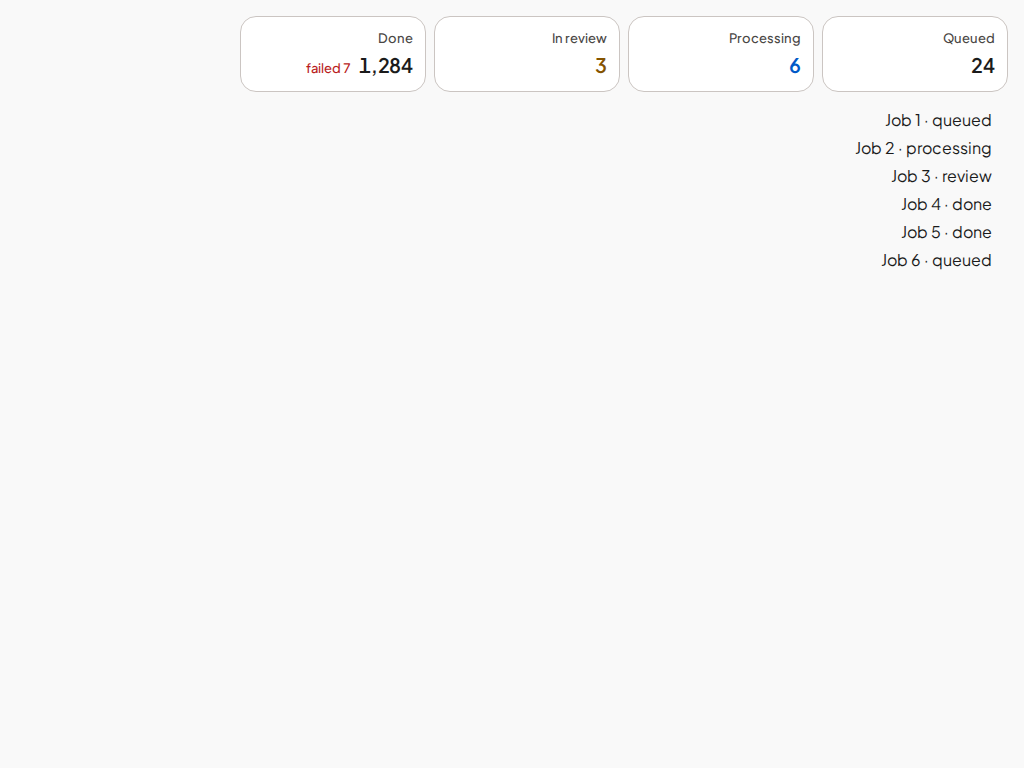 Queued
24
Processing
6
In review
3
Done
1,284 failed 7
Job 1 · queued
Job 2 · processing
Job 3 · review
Job 4 · done
Job 5 · done
Job 6 · queued